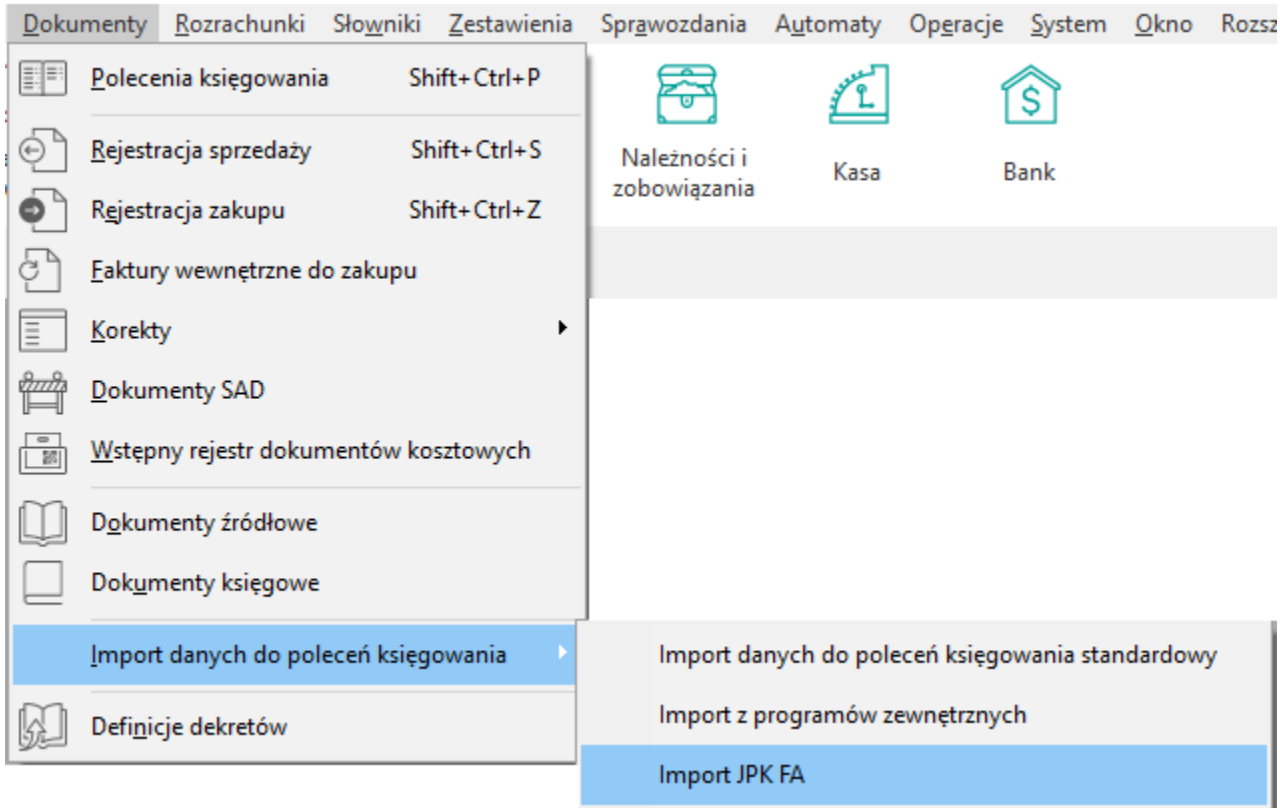 Dokumenty Rozrachunki Słowniki Zestawienia Sprawozdania Automaty Operacje System Okno Rozsz
Polecenia księgowania Shift+Ctrl+P
Rejestracja sprzedaży Shift+Ctrl+S
Rejestracja zakupu Shift+Ctrl+Z
Faktury wewnętrzne do zakupu
Korekty
Dokumenty SAD
Wstępny rejestr dokumentów kosztowych
Dokumenty źródłowe
Dokumenty księgowe
Import danych do poleceń księgowania
Definicje dekretów
Należności i
zobowiązania
Kasa
Bank
Import danych do poleceń księgowania standardowy
Import z programów zewnętrznych
Import JPK FA